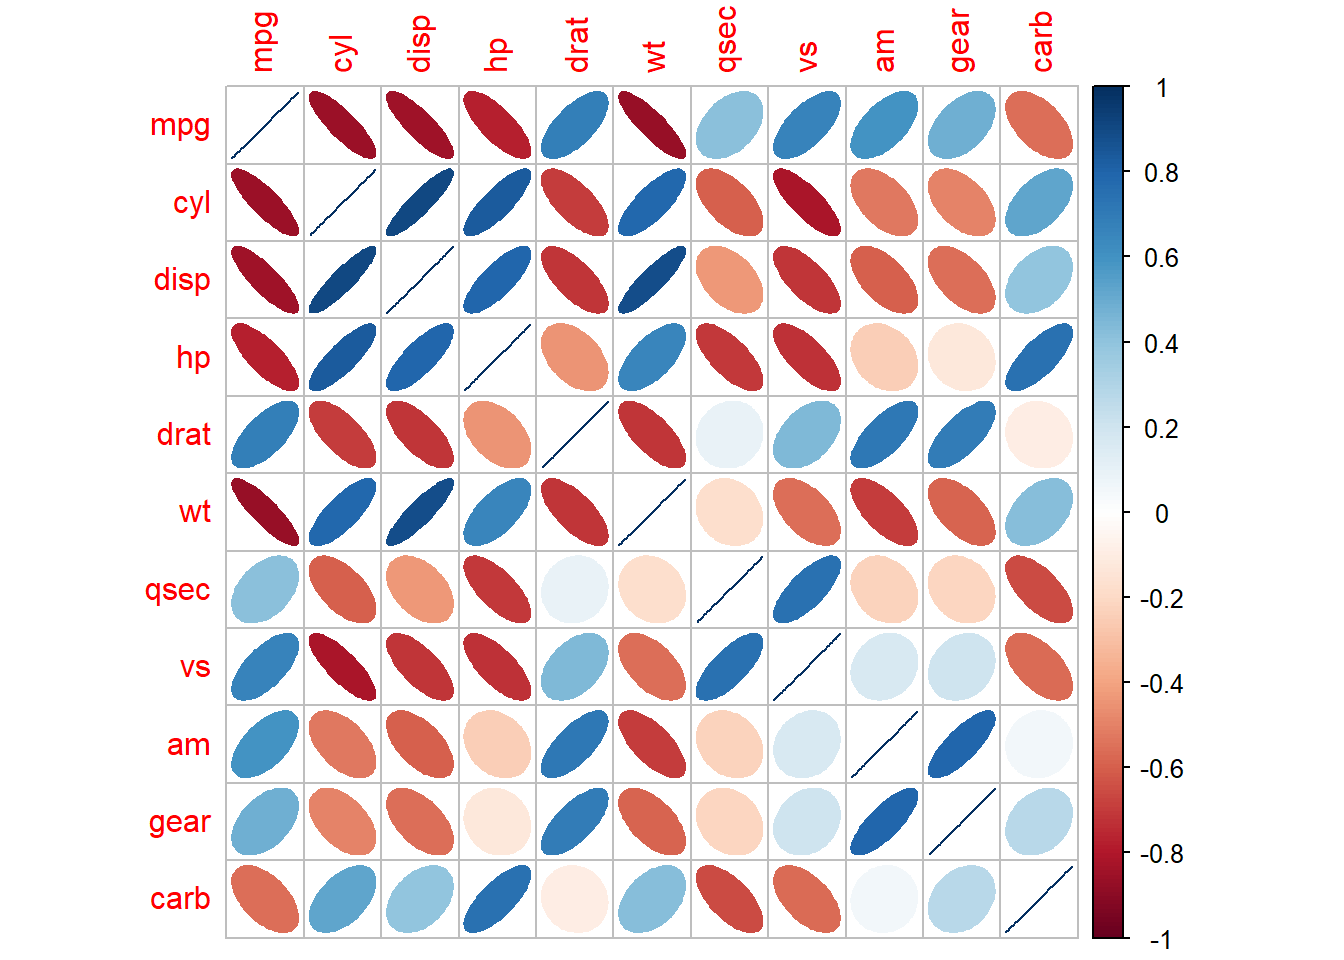 mpg cyl disp hp drat wt qsec vs am gear carb
mpg
cyl
disp
hp
drat
wt
qsec
vs
am
gear
carb
1
0.8
0.6
0.4
0.2
0
-0.2
-0.4
-0.6
-0.8
-1